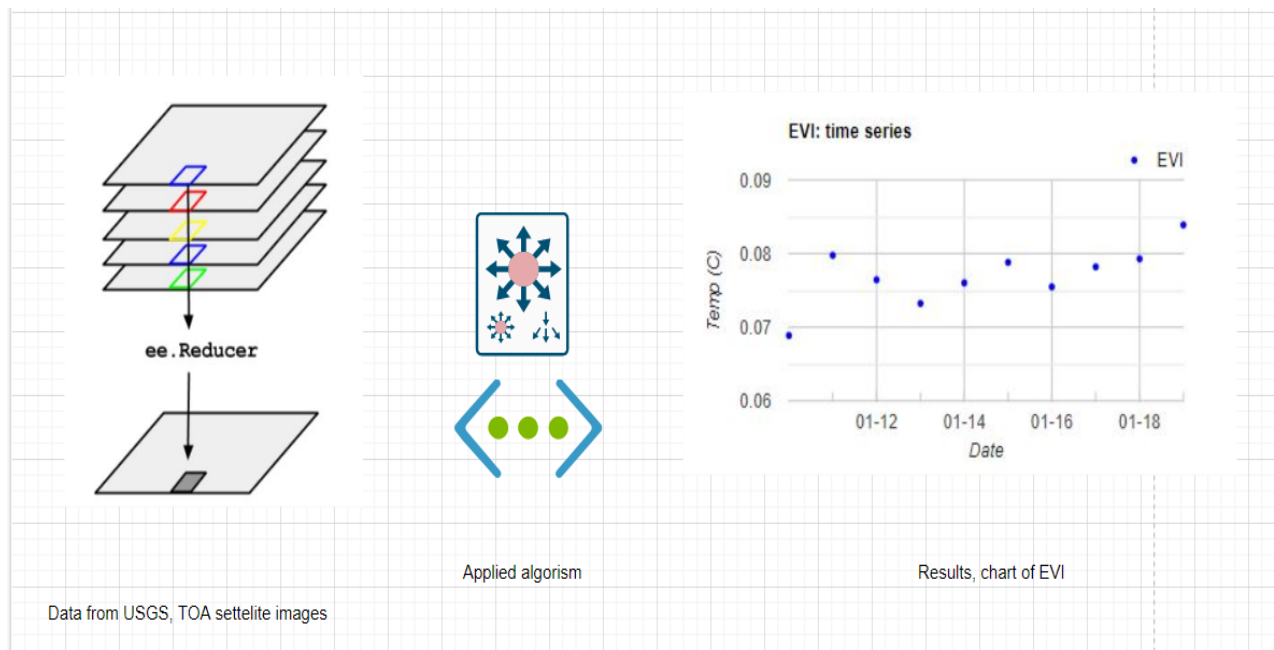 ee.Reducer
Data from USGS, TOA settelite images
Applied algorism
EVI: time series
EVI
0.09
0.08
0.07
0.06
Temp (C)
01-12 01-14 01-16 01-18
Date
Results, chart of EVI